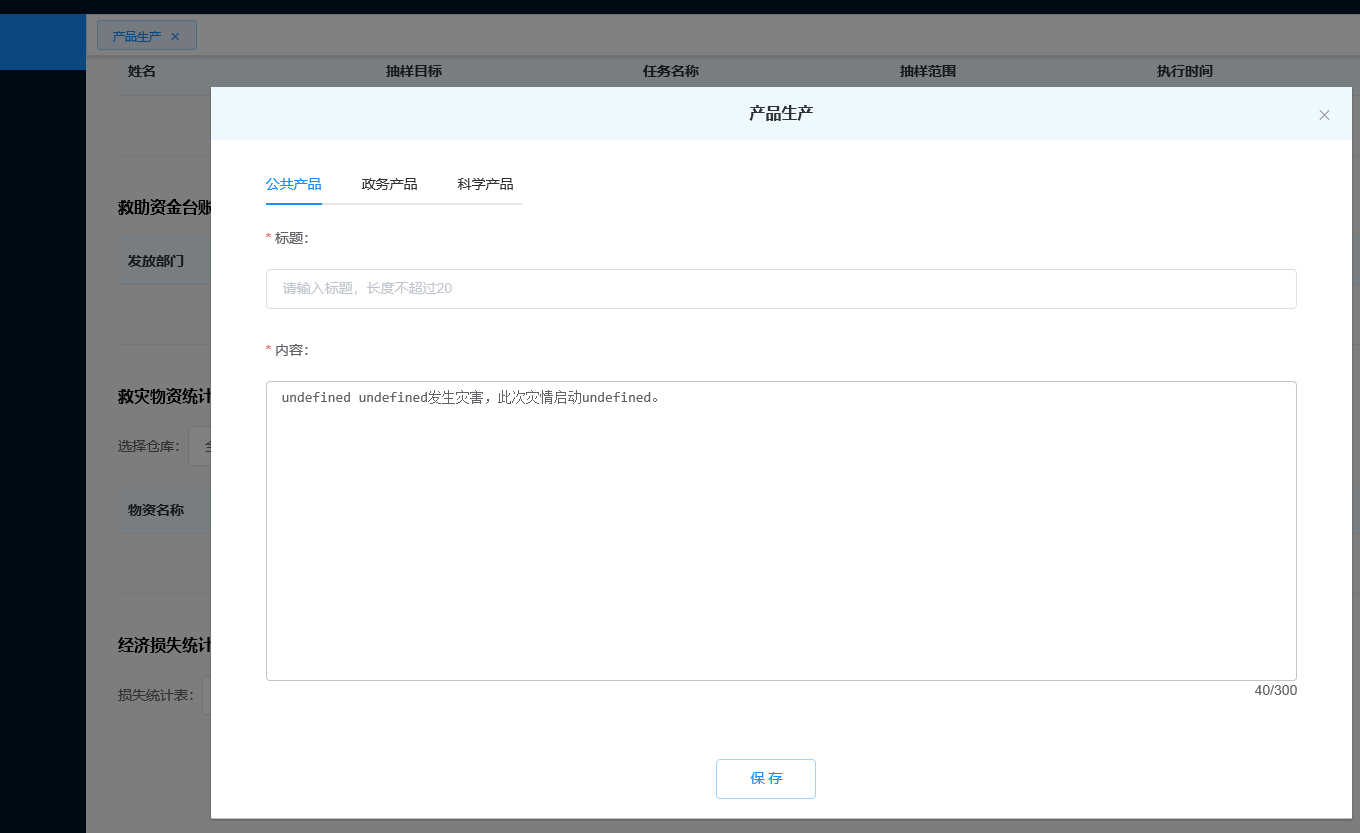 产品生产
姓名 抽样目标 任务名称 抽样范围 执行时间
产品生产
公共产品 政务产品 科学产品
救助资金台账
* 标题：
发放部门
请输入标题，长度不超过20
* 内容：
undefined undefined发生灾害，此次灾情启动undefined。
救灾物资统计
选择仓库：
物资名称
经济损失统计
损失统计表：
40/300
保存